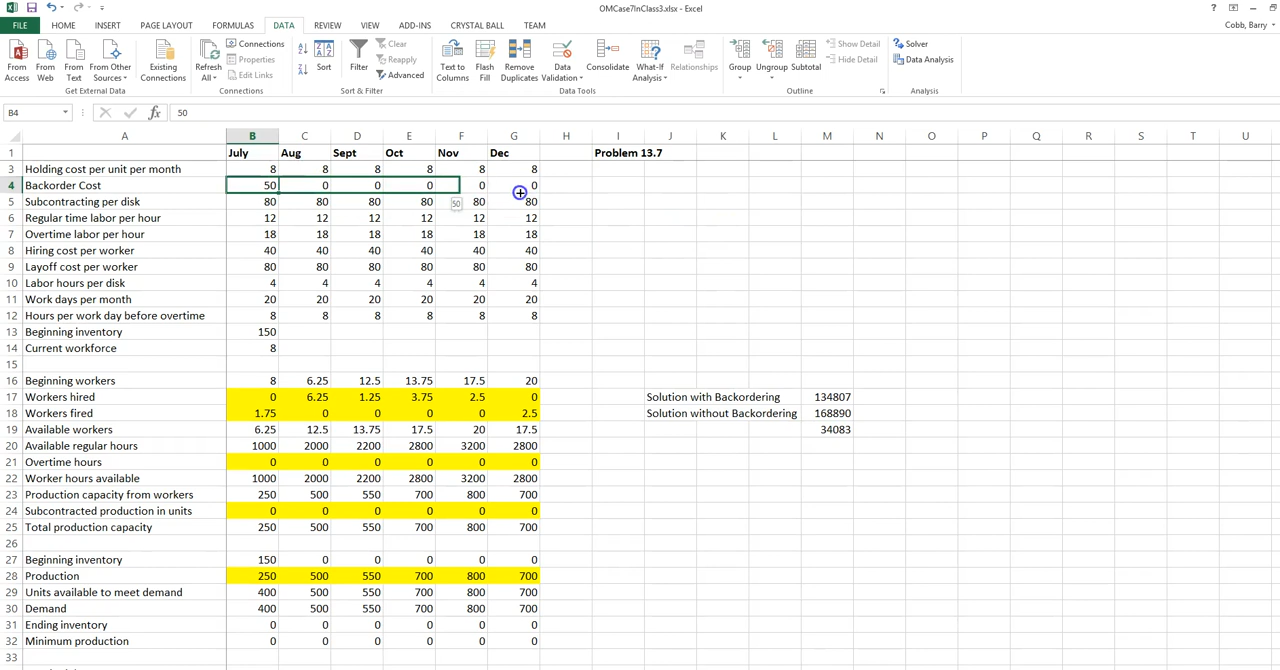 OMCase7InClass3.xlsx - Excel
FILE HOME INSERT PAGE LAYOUT FORMULAS DATA REVIEW VIEW ADD-INS CRYSTAL BALL TEAM Cobb, Barry
From Access From Web From Text From Other Sources Existing Connections Refresh All Connections Properties Edit Links Sort Filter Clear Reapply Advanced Text to Columns Flash Fill Remove Duplicates Data Validation Consolidate What-If Analysis Relationships Group Ungroup Subtotal Show Detail Hide Detail Solver Data Analysis
Get External Data Connections Sort & Filter Data Tools Outline Analysis
B4 fx 50
A B C D E F G H I J K L M N O P Q R S T U
1 July Aug Sept Oct Nov Dec Problem 13.7
3 Holding cost per unit per month 8 8 8 8 8 8
4 Backorder Cost 50 0 0 0 0 0
5 Subcontracting per disk 80 80 80 80 80 80
50
6 Regular time labor per hour 12 12 12 12 12 12
7 Overtime labor per hour 18 18 18 18 18 18
8 Hiring cost per worker 40 40 40 40 40 40
9 Layoff cost per worker 80 80 80 80 80 80
10 Labor hours per disk 4 4 4 4 4 4
11 Work days per month 20 20 20 20 20 20
12 Hours per work day before overtime 8 8 8 8 8 8
13 Beginning inventory 150
14 Current workforce 8
15
16 Beginning workers 8 6.25 12.5 13.75 17.5 20
17 Workers hired 0 6.25 1.25 3.75 2.5 0 Solution with Backordering 134807
18 Workers fired 1.75 0 0 0 0 2.5 Solution without Backordering 168890
19 Available workers 6.25 12.5 13.75 17.5 20 17.5 34083
20 Available regular hours 1000 2000 2200 2800 3200 2800
21 Overtime hours 0 0 0 0 0 0
22 Worker hours available 1000 2000 2200 2800 3200 2800
23 Production capacity from workers 250 500 550 700 800 700
24 Subcontracted production in units 0 0 0 0 0 0
25 Total production capacity 250 500 550 700 800 700
26
27 Beginning inventory 150 0 0 0 0 0
28 Production 250 500 550 700 800 700
29 Units available to meet demand 400 500 550 700 800 700
30 Demand 400 500 550 700 800 700
31 Ending inventory 0 0 0 0 0 0
32 Minimum production 0 0 0 0 0 0
33